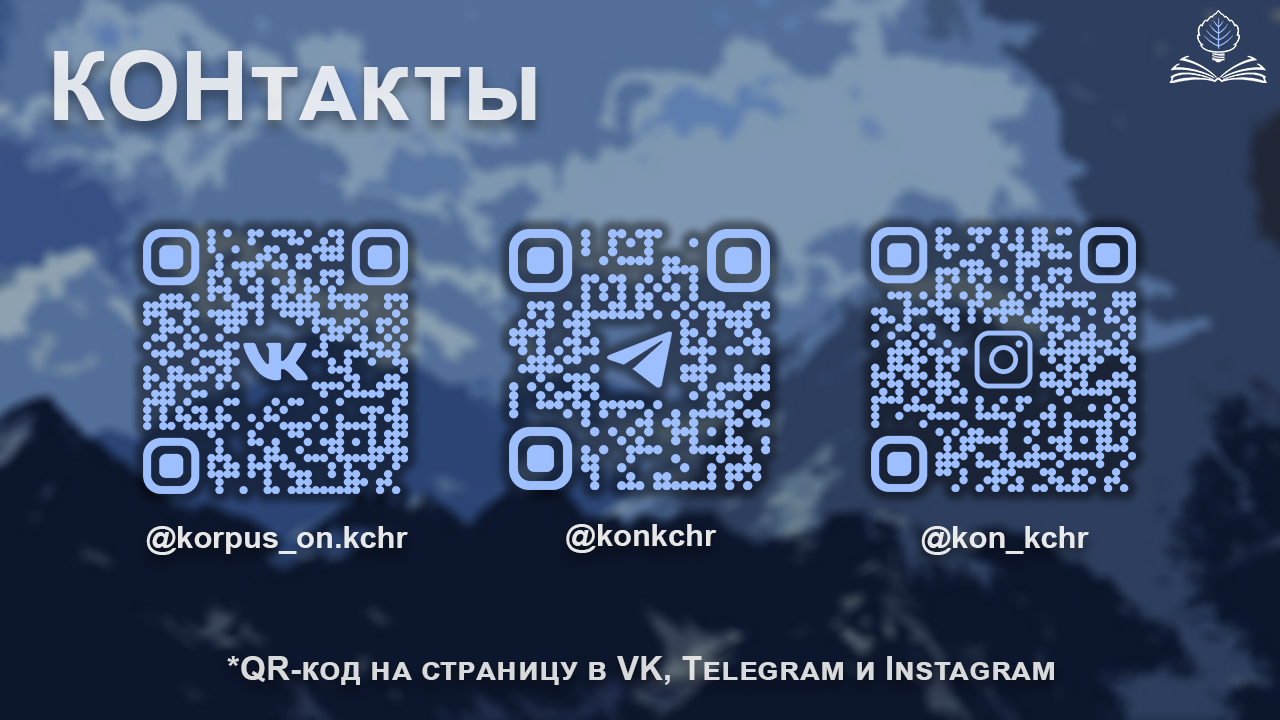 КОНтакты
@korpus_on.kchr
@konkchr
@kon_kchr
*QR-код на страницу в VK, Telegram и Instagram